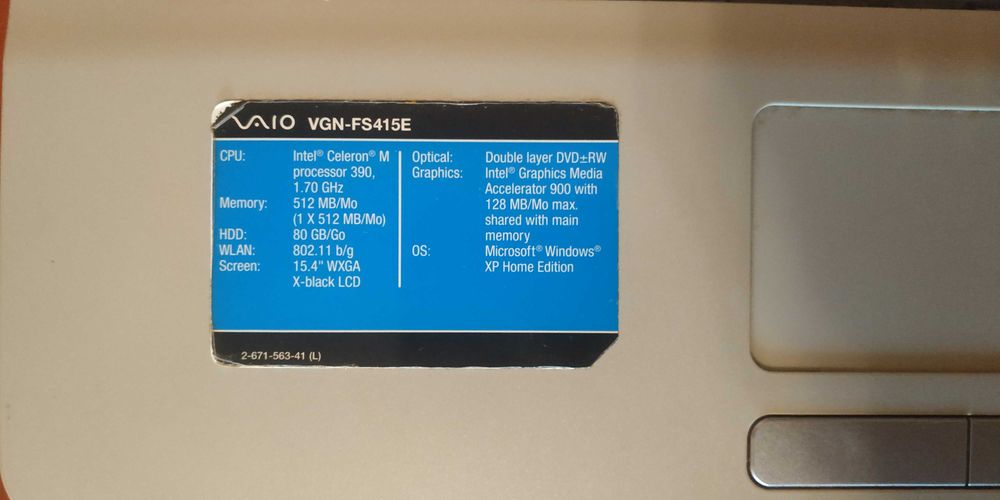 VAIO VGN-FS415E
CPU: Intel® Celeron® M
processor 390,
1.70 GHz
Memory: 512 MB/Mo
(1 X 512 MB/Mo)
HDD: 80 GB/Go
WLAN: 802.11 b/g
Screen: 15.4" WXGA
X-black LCD
Optical: Double layer DVD±RW
Graphics: Intel® Graphics Media
Accelerator 900 with
128 MB/Mo max.
shared with main
memory
OS: Microsoft® Windows®
XP Home Edition
2-671-563-41 (L)